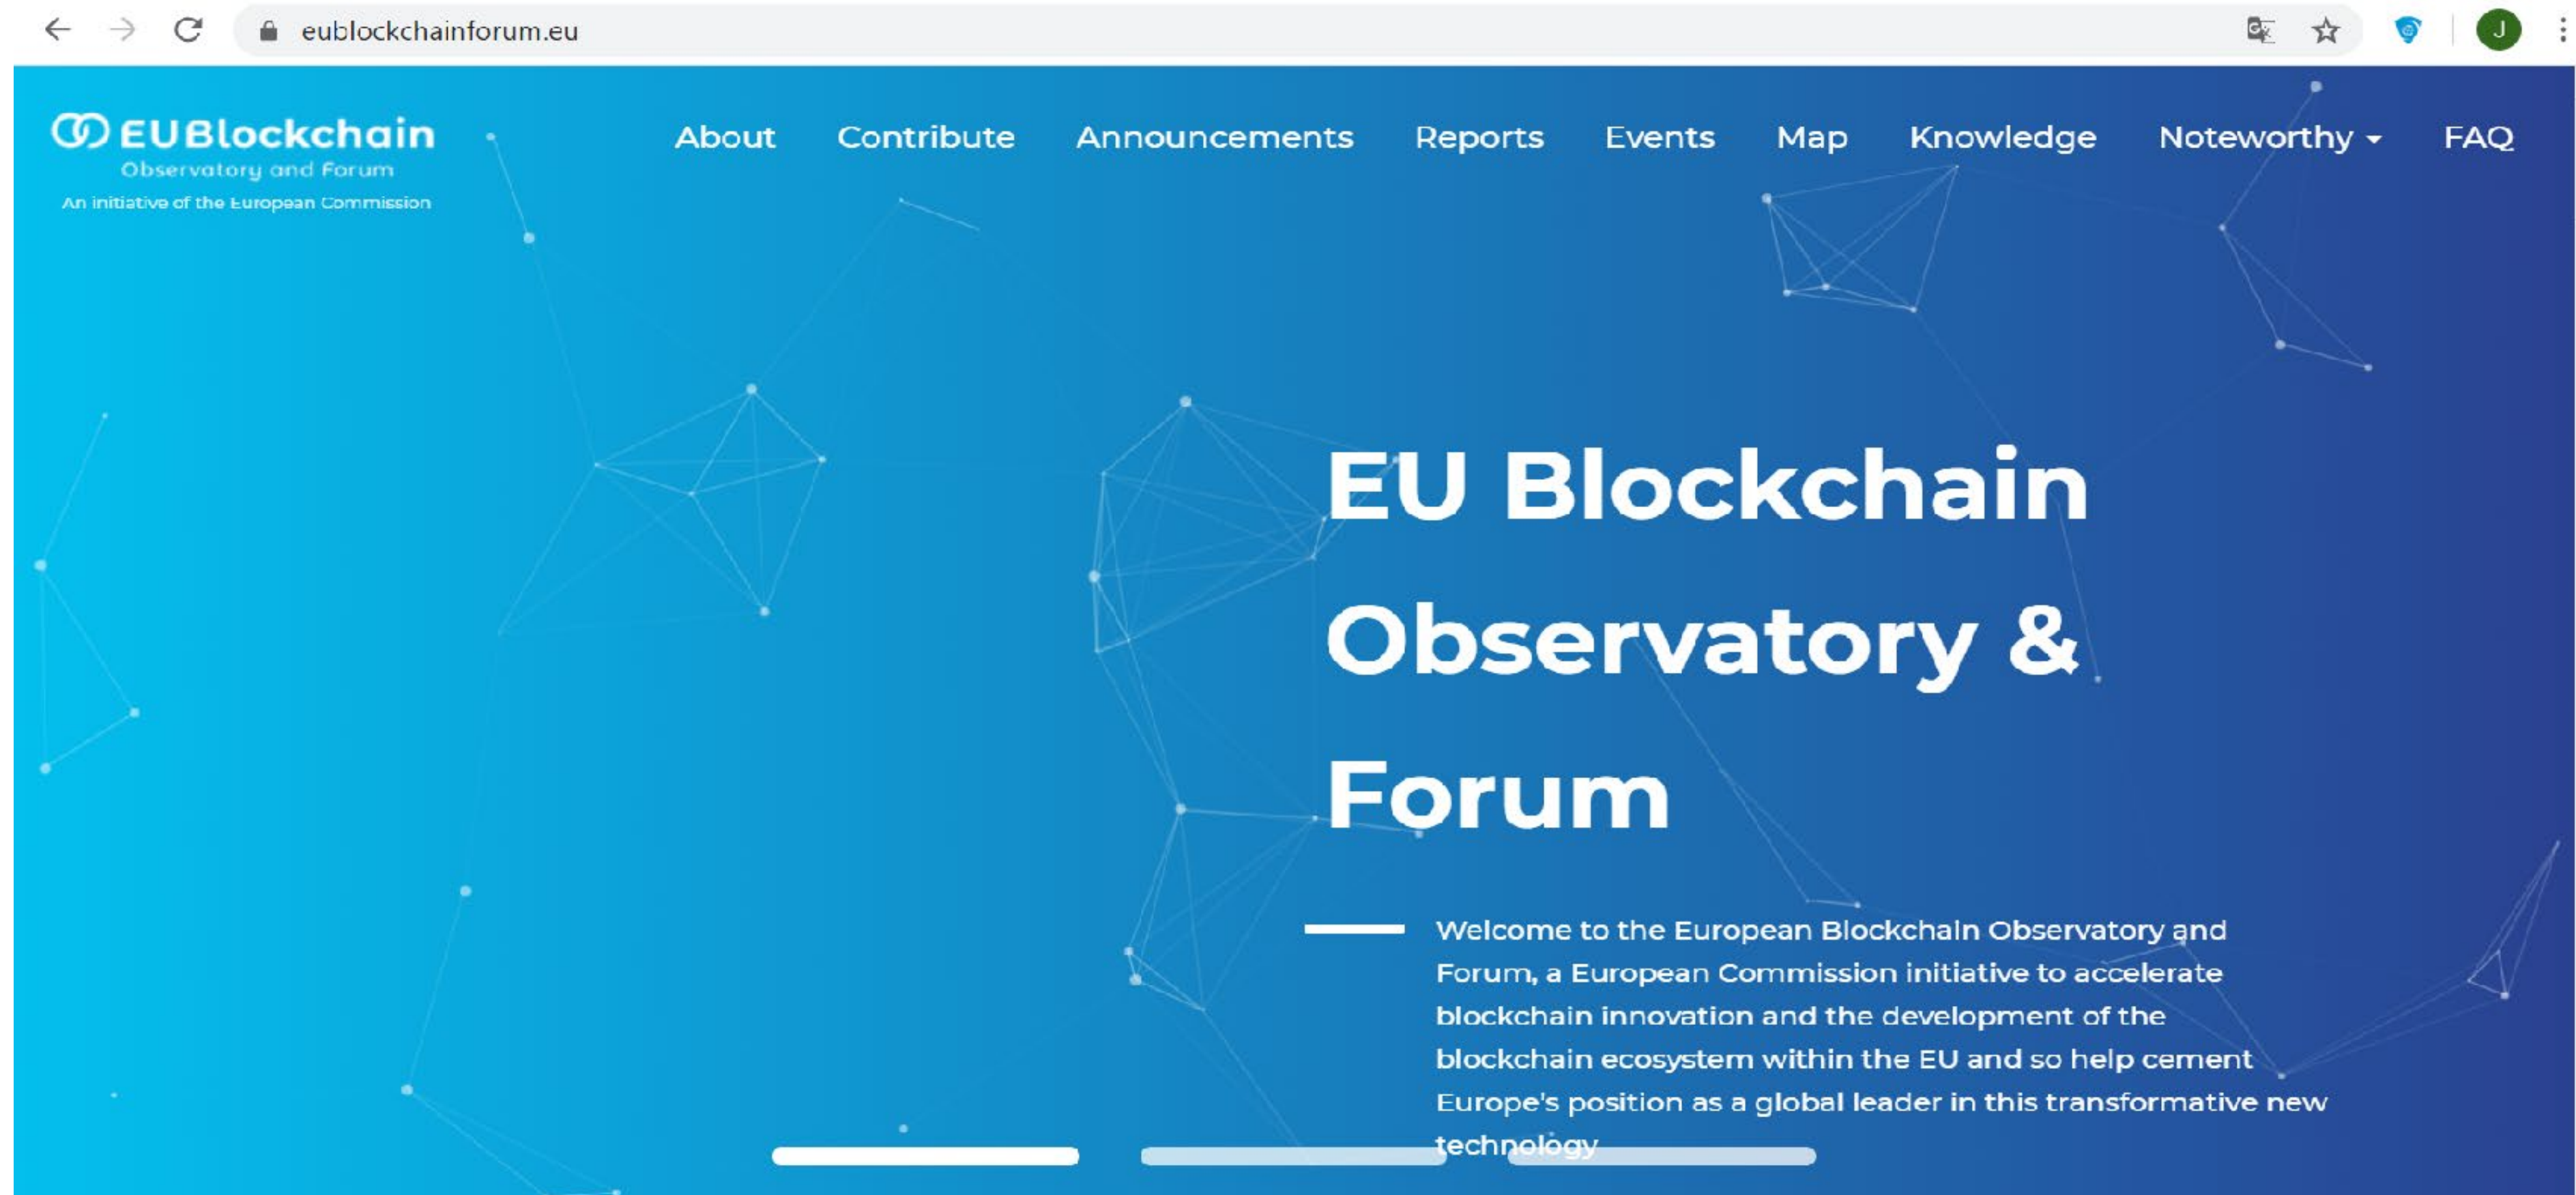 eublockchainforum.eu
J
EUBlockchain
Observatory and Forum
An initiative of the European Commission
About Contribute Announcements Reports Events Map Knowledge Noteworthy FAQ
EU Blockchain
Observatory &
Forum
Welcome to the European Blockchain Observatory and
Forum, a European Commission initiative to accelerate
blockchain innovation and the development of the
blockchain ecosystem within the EU and so help cement
Europe's position as a global leader in this transformative new
technology